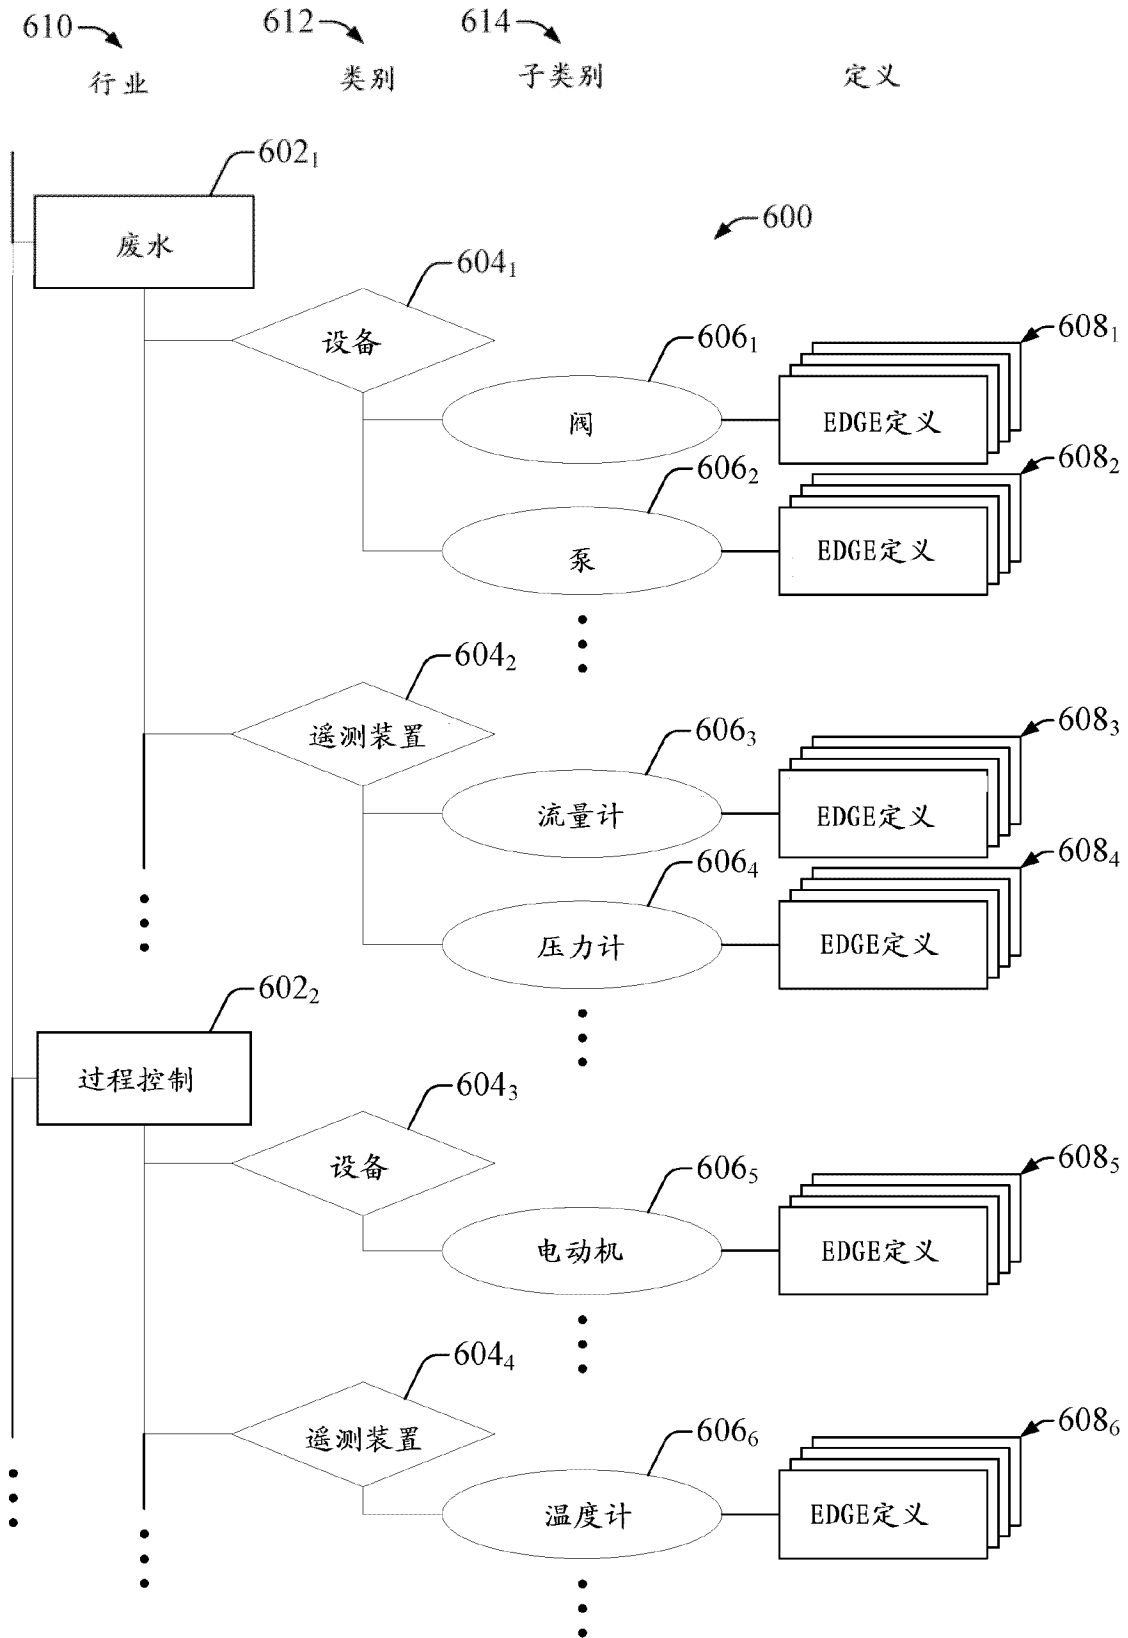 610 612 614
行业 类别 子类别 定义
602₁
废水
600
604₁
设备
606₁ 608₁
阀 EDGE定义
606₂ 608₂
泵 EDGE定义
604₂
遥测装置
606₃ 608₃
流量计 EDGE定义
606₄ 608₄
压力计 EDGE定义
602₂
过程控制
604₃
设备
606₅ 608₅
电动机 EDGE定义
604₄
遥测装置
606₆ 608₆
温度计 EDGE定义